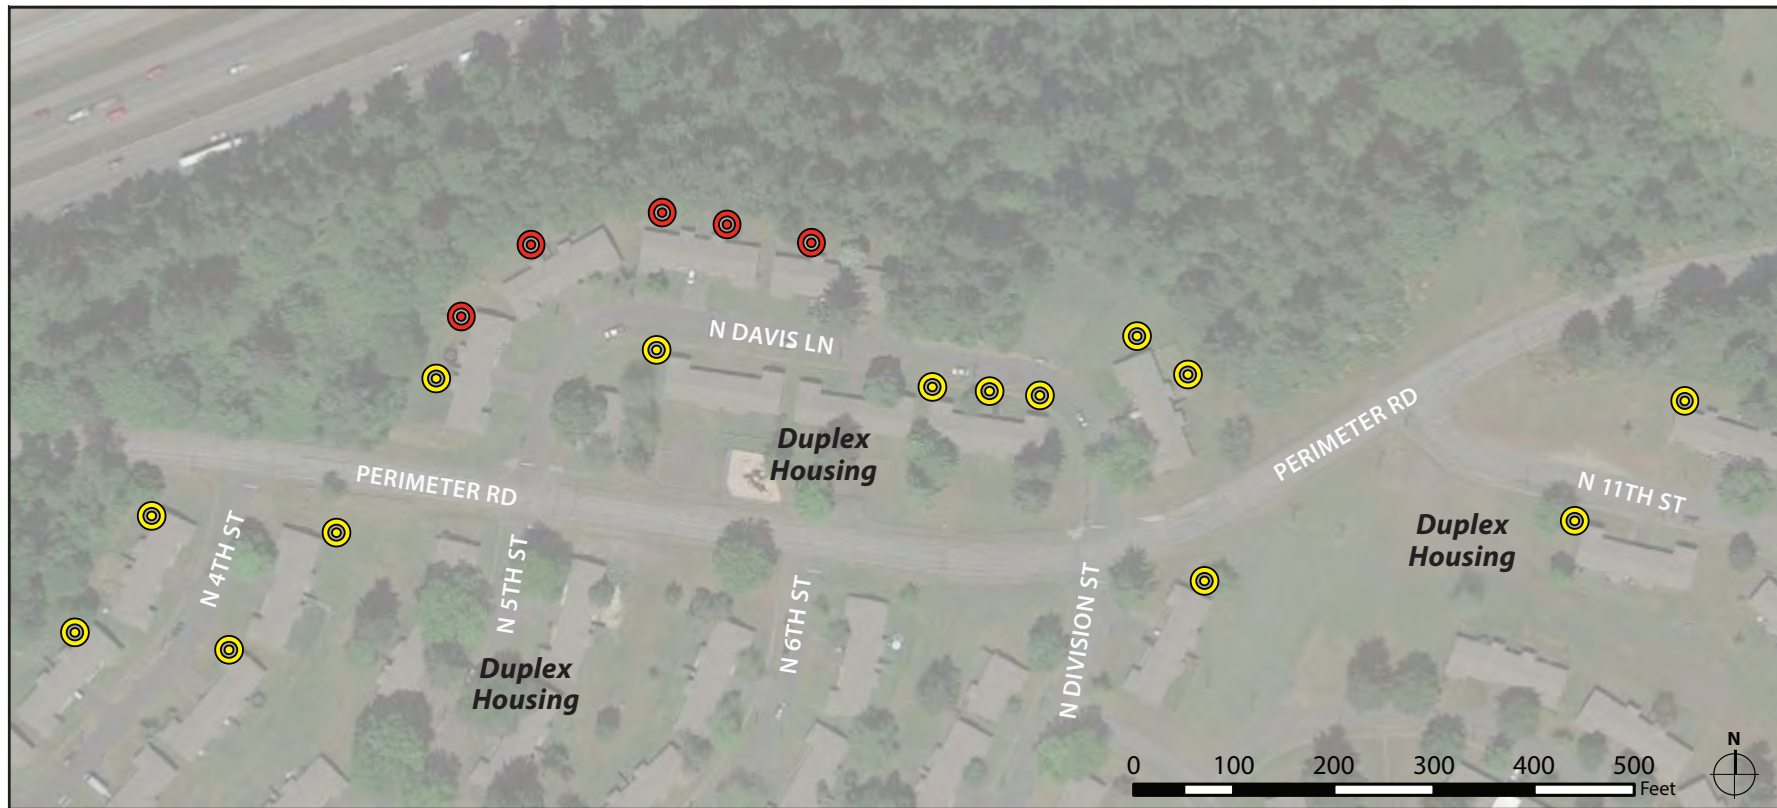 N DAVIS LN
Duplex
Housing
PERIMETER RD
PERIMETER RD
N 11TH ST
Duplex
Housing
N 4TH ST
N 5TH ST
N 6TH ST
N DIVISION ST
Duplex
Housing
N
0 100 200 300 400 500
Feet